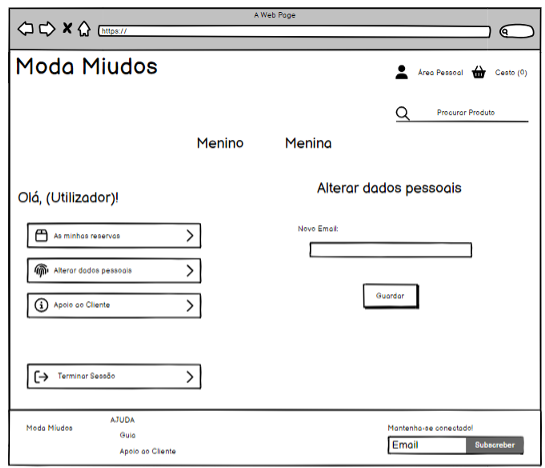 A Web Page
https://
Moda Miudos
Área Pessoal
Cesto (0)
Procurar Produto
Menino
Menina
Olá, (Utilizador)!
Alterar dados pessoais
As minhas reservas
Novo Email:
Alterar dados pessoais
Guardar
Apoio ao Cliente
Terminar Sessão
Moda Miudos
AJUDA
Guia
Apoio ao Cliente
Mantenha-se conectado!
Email
Subscreber